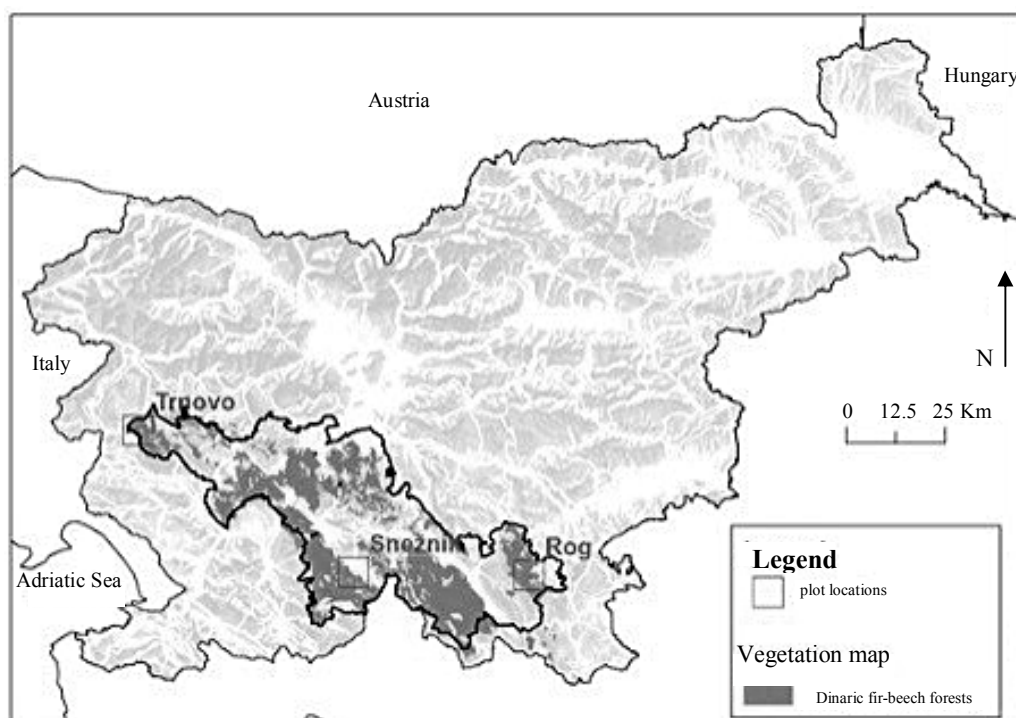 Austria
Hungary
Italy
N
Trnovo
0 12.5 25 Km
Snežnik
Rog
Adriatic Sea
Legend
plot locations
Vegetation map
Dinaric fir-beech forests